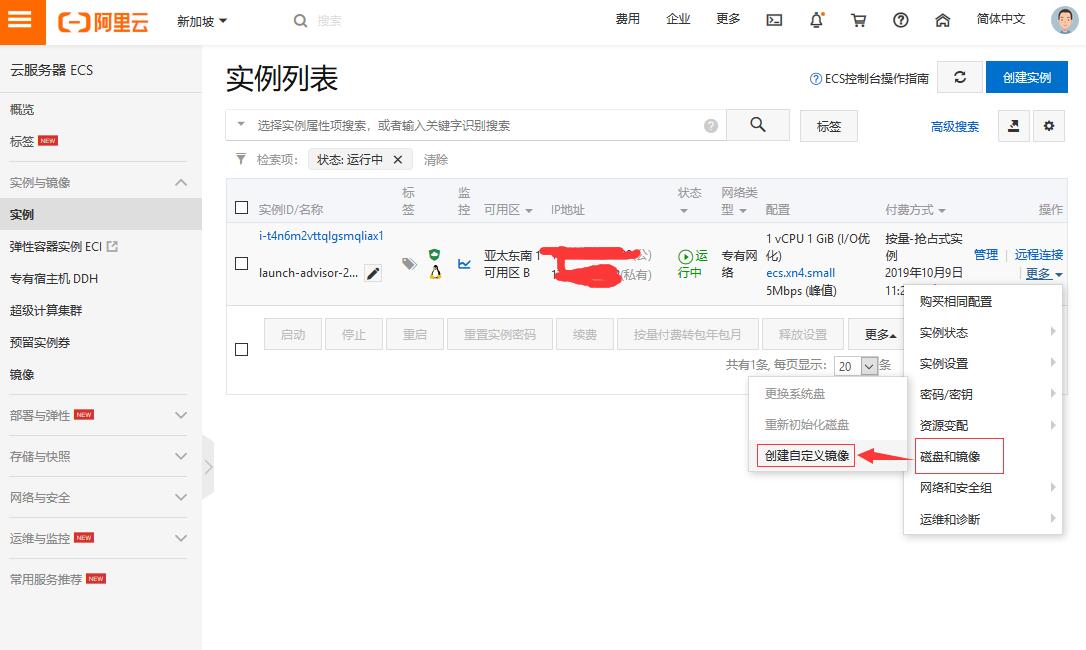 阿里云
新加坡
搜索
费用
企业
更多
简体中文
云服务器 ECS
概览
标签 NEW
实例与镜像
实例
弹性容器实例 ECI
专有宿主机 DDH
超级计算集群
预留实例券
镜像
部署与弹性 NEW
存储与快照
网络与安全
运维与监控 NEW
常用服务推荐 NEW
实例列表
ECS控制台操作指南
创建实例
选择实例属性项搜索，或者输入关键字识别搜索
标签
高级搜索
检索项：
状态: 运行中
清除
实例ID/名称
标签
监控
可用区
IP地址
状态
网络类型
配置
付费方式
操作
i-t4n6m2vttqlgsmqliax1
launch-advisor-2...
亚太东南 1
可用区 B
(私有)
运行中
专有网络
1 vCPU 1 GiB (I/O优化)
ecs.xn4.small
5Mbps (峰值)
按量-抢占式实例
2019年10月9日
管理
远程连接
更多
启动
停止
重启
重置实例密码
续费
按量付费转包年包月
释放设置
更多
共有1条, 每页显示：
20
条
购买相同配置
实例状态
实例设置
密码/密钥
资源变配
磁盘和镜像
网络和安全组
运维和诊断
更换系统盘
重新初始化磁盘
创建自定义镜像